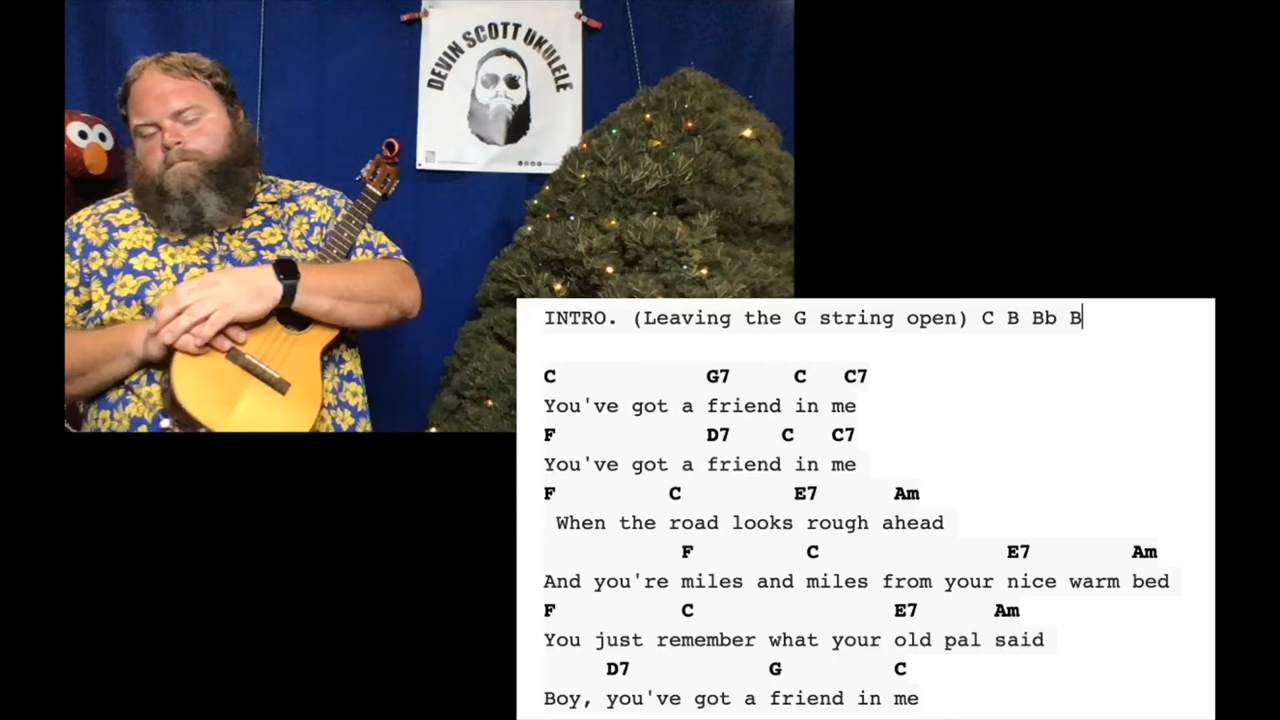 DEVIN SCOTT UKULELE
INTRO. (Leaving the G string open) C B Bb B
C G7 C C7
You've got a friend in me
F D7 C C7
You've got a friend in me
F C E7 Am
When the road looks rough ahead
F C E7 Am
And you're miles and miles from your nice warm bed
F C E7 Am
You just remember what your old pal said
D7 G C
Boy, you've got a friend in me